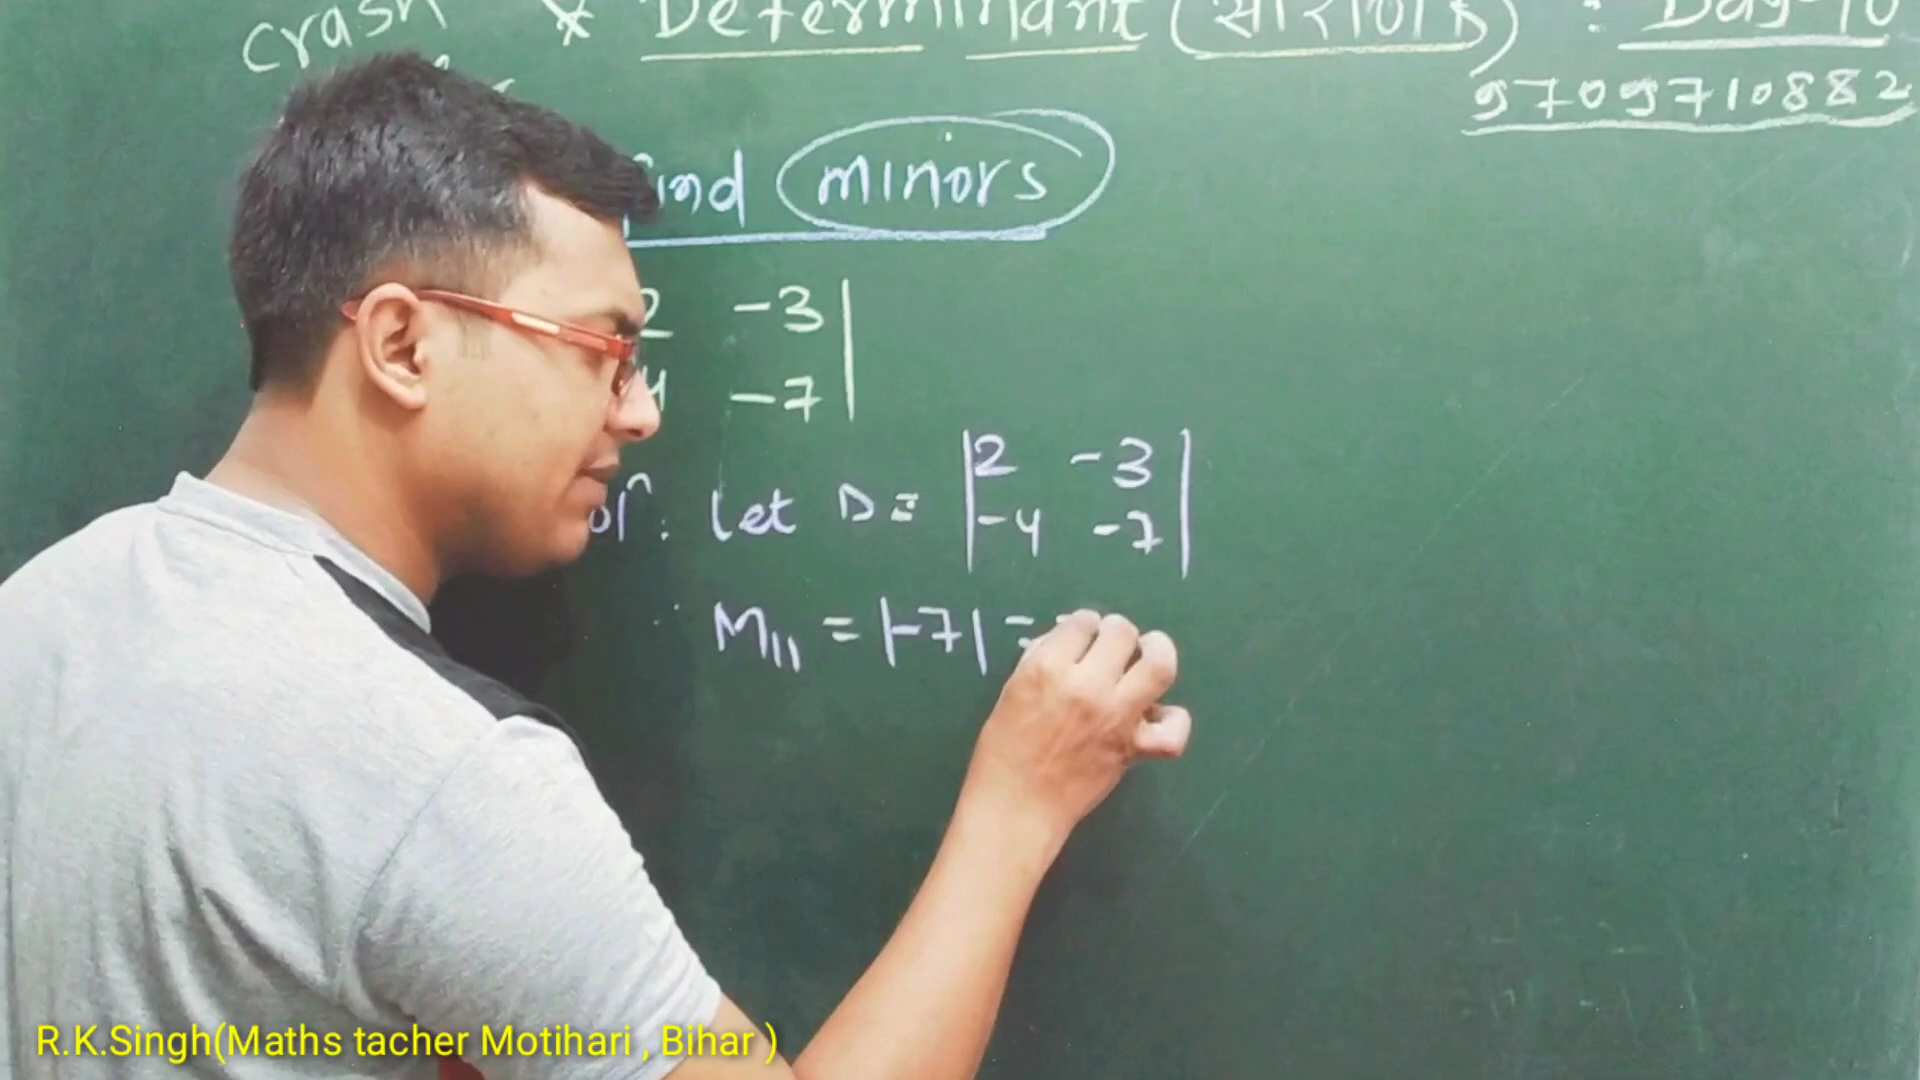 crash * Determinant (सारणिक) : Day-10
9709710882
find minors
2 -3
4 -7
Let D = |2 -3|
|-4 -7|
M11 = |-7| =
R.K.Singh(Maths tacher Motihari , Bihar )